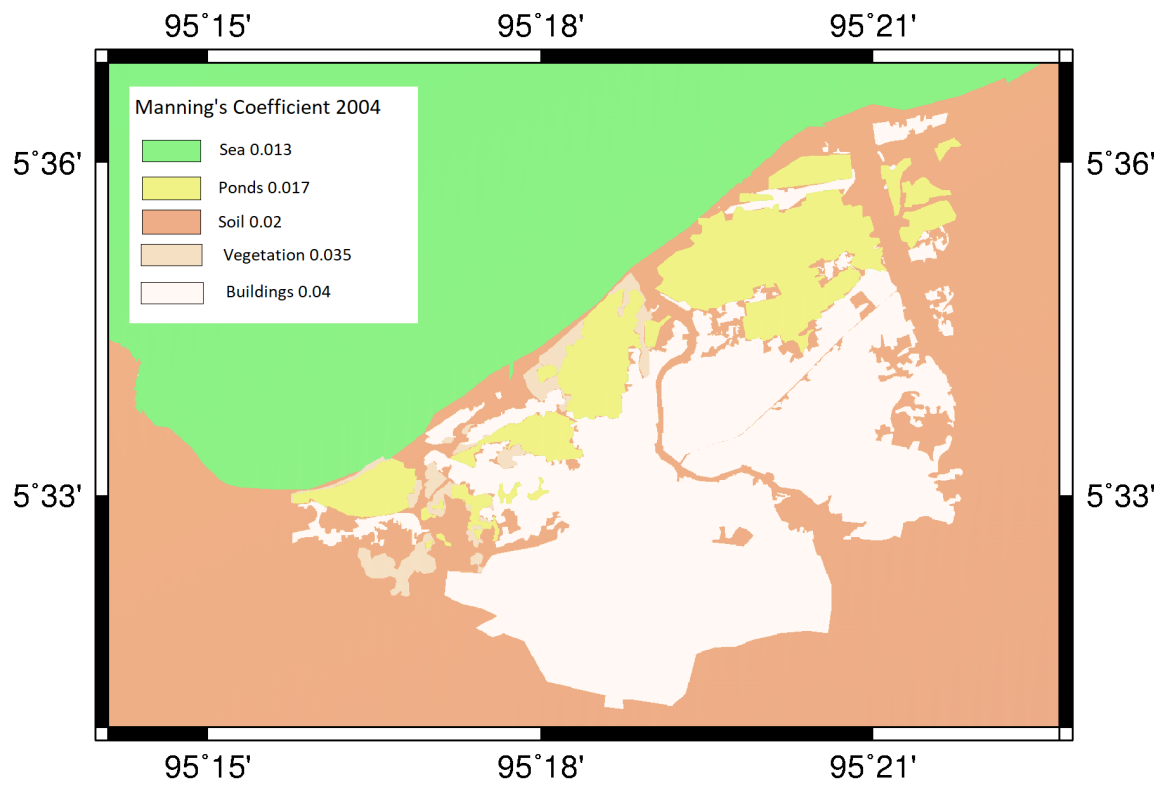 95°15' 95°18' 95°21'
Manning's Coefficient 2004
Sea 0.013
5°36' 5°36'
Ponds 0.017
Soil 0.02
Vegetation 0.035
Buildings 0.04
5°33' 5°33'
95°15' 95°18' 95°21'